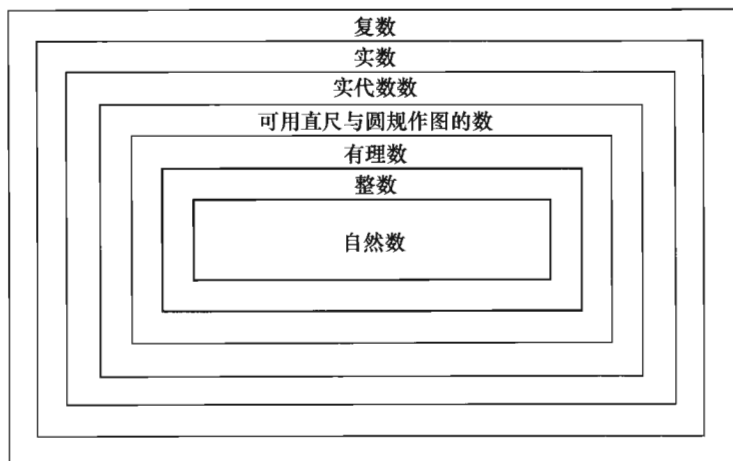 复数
实数
实代数数
可用直尺与圆规作图的数
有理数
整数
自然数